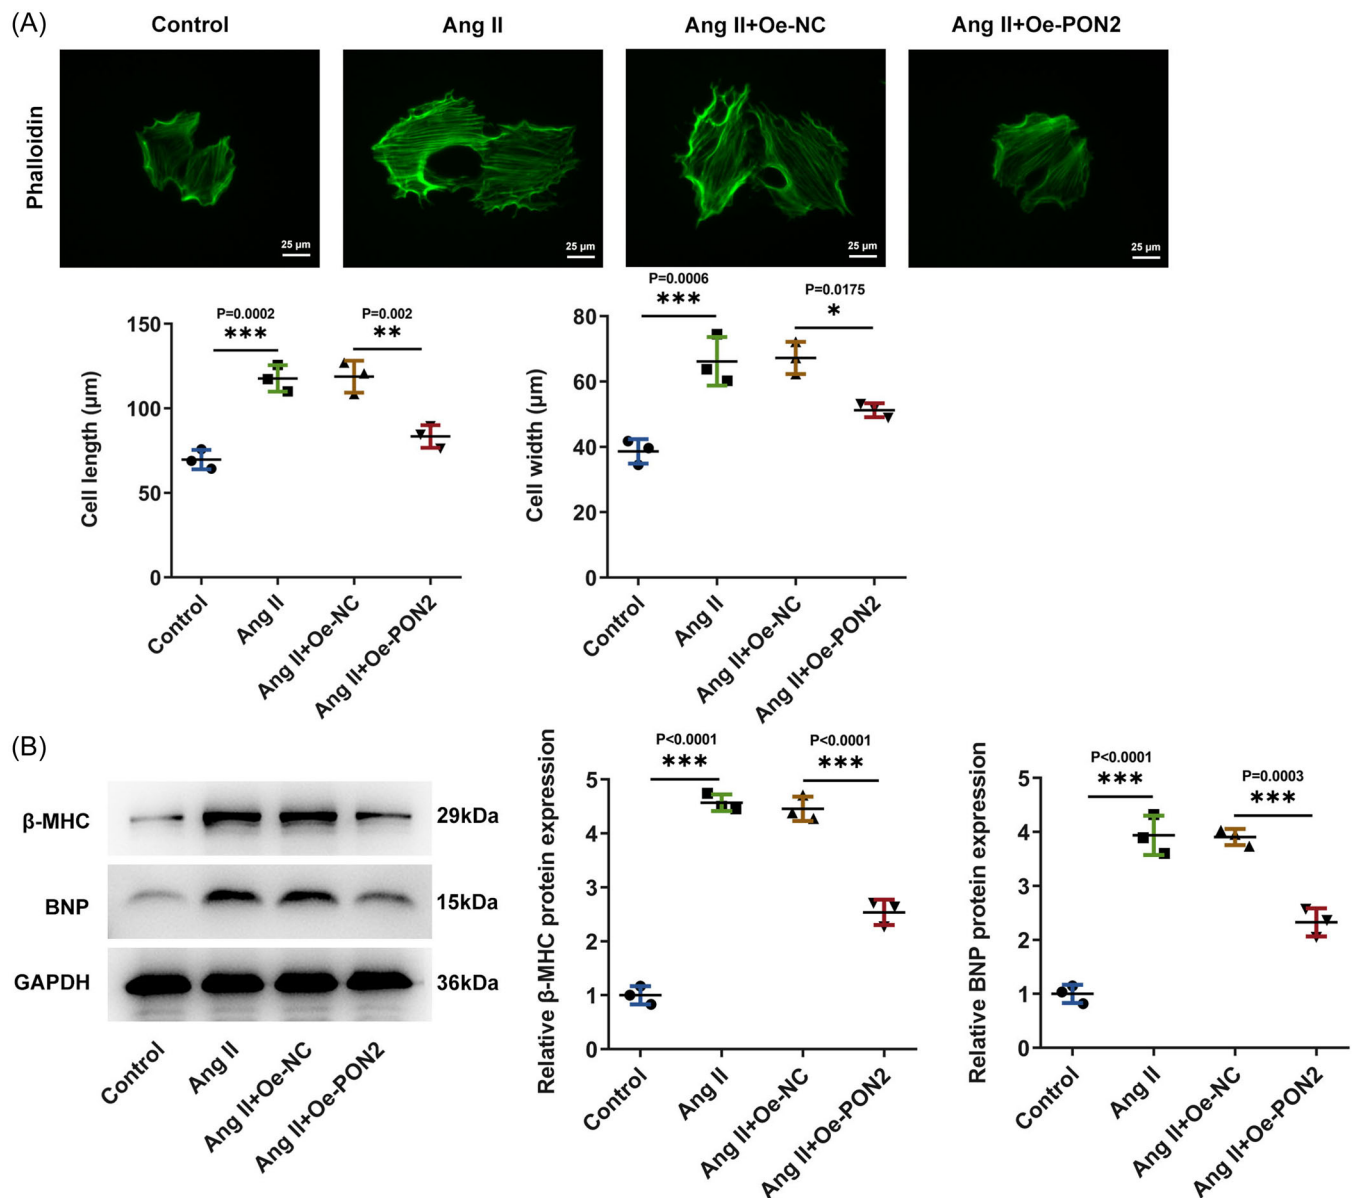 (A)
Control
Ang II
Ang II+Oe-NC
Ang II+Oe-PON2
Phalloidin
25 μm
25 μm
25 μm
25 μm
Cell length (μm)
150
100
50
0
P=0.0002
***
P=0.002
**
Control
Ang II
Ang II+Oe-NC
Ang II+Oe-PON2
Cell width (μm)
80
60
40
20
0
P=0.0006
***
P=0.0175
*
Control
Ang II
Ang II+Oe-NC
Ang II+Oe-PON2
(B)
β-MHC
29kDa
BNP
15kDa
GAPDH
36kDa
Control
Ang II
Ang II+Oe-NC
Ang II+Oe-PON2
Relative β-MHC protein expression
5
4
3
2
1
0
P<0.0001
***
P<0.0001
***
Control
Ang II
Ang II+Oe-NC
Ang II+Oe-PON2
Relative BNP protein expression
5
4
3
2
1
0
P<0.0001
***
P=0.0003
***
Control
Ang II
Ang II+Oe-NC
Ang II+Oe-PON2